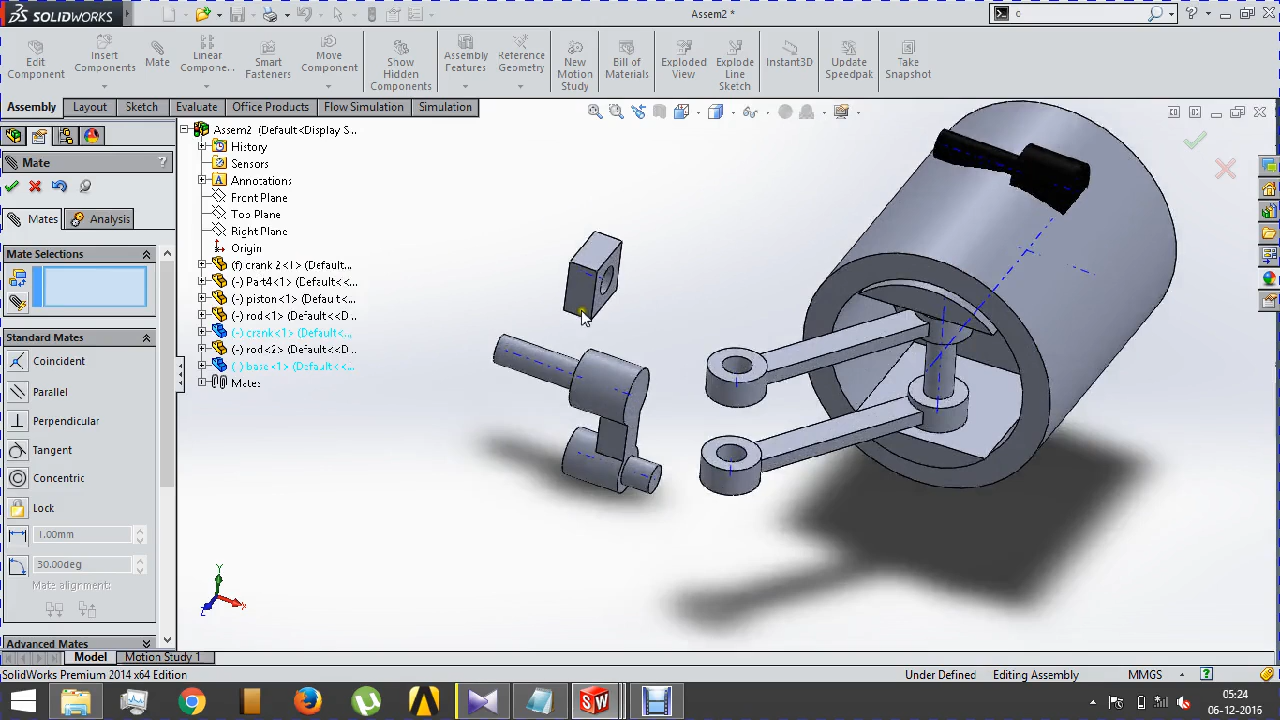 SOLIDWORKS
Assem2 *
c
Edit Component
Insert Components
Mate
Linear Compone...
Smart Fasteners
Move Component
Show Hidden Components
Assembly Features
Reference Geometry
New Motion Study
Bill of Materials
Exploded View
Explode Line Sketch
Instant3D
Update Speedpak
Take Snapshot
Assembly
Layout
Sketch
Evaluate
Office Products
Flow Simulation
Simulation
Mate
?
Mates
Analysis
Mate Selections
Standard Mates
Coincident
Parallel
Perpendicular
Tangent
Concentric
Lock
1.00mm
30.00deg
Mate alignment:
Advanced Mates
Assem2 (Default<Display S...
History
Sensors
Annotations
Front Plane
Top Plane
Right Plane
Origin
(f) crank 2<1> (Default...
(-) Part4<1> (Default<...
(-) piston<1> (Default<...
(-) rod<1> (Default<<D...
(-) crank<1> (Default<...
(-) rod<2> (Default<<D...
(-) base<1> (Default<<...
Mates
Y
Z
Model
Motion Study 1
SolidWorks Premium 2014 x64 Edition
Under Defined
Editing Assembly
MMGS
05:24
06-12-2016